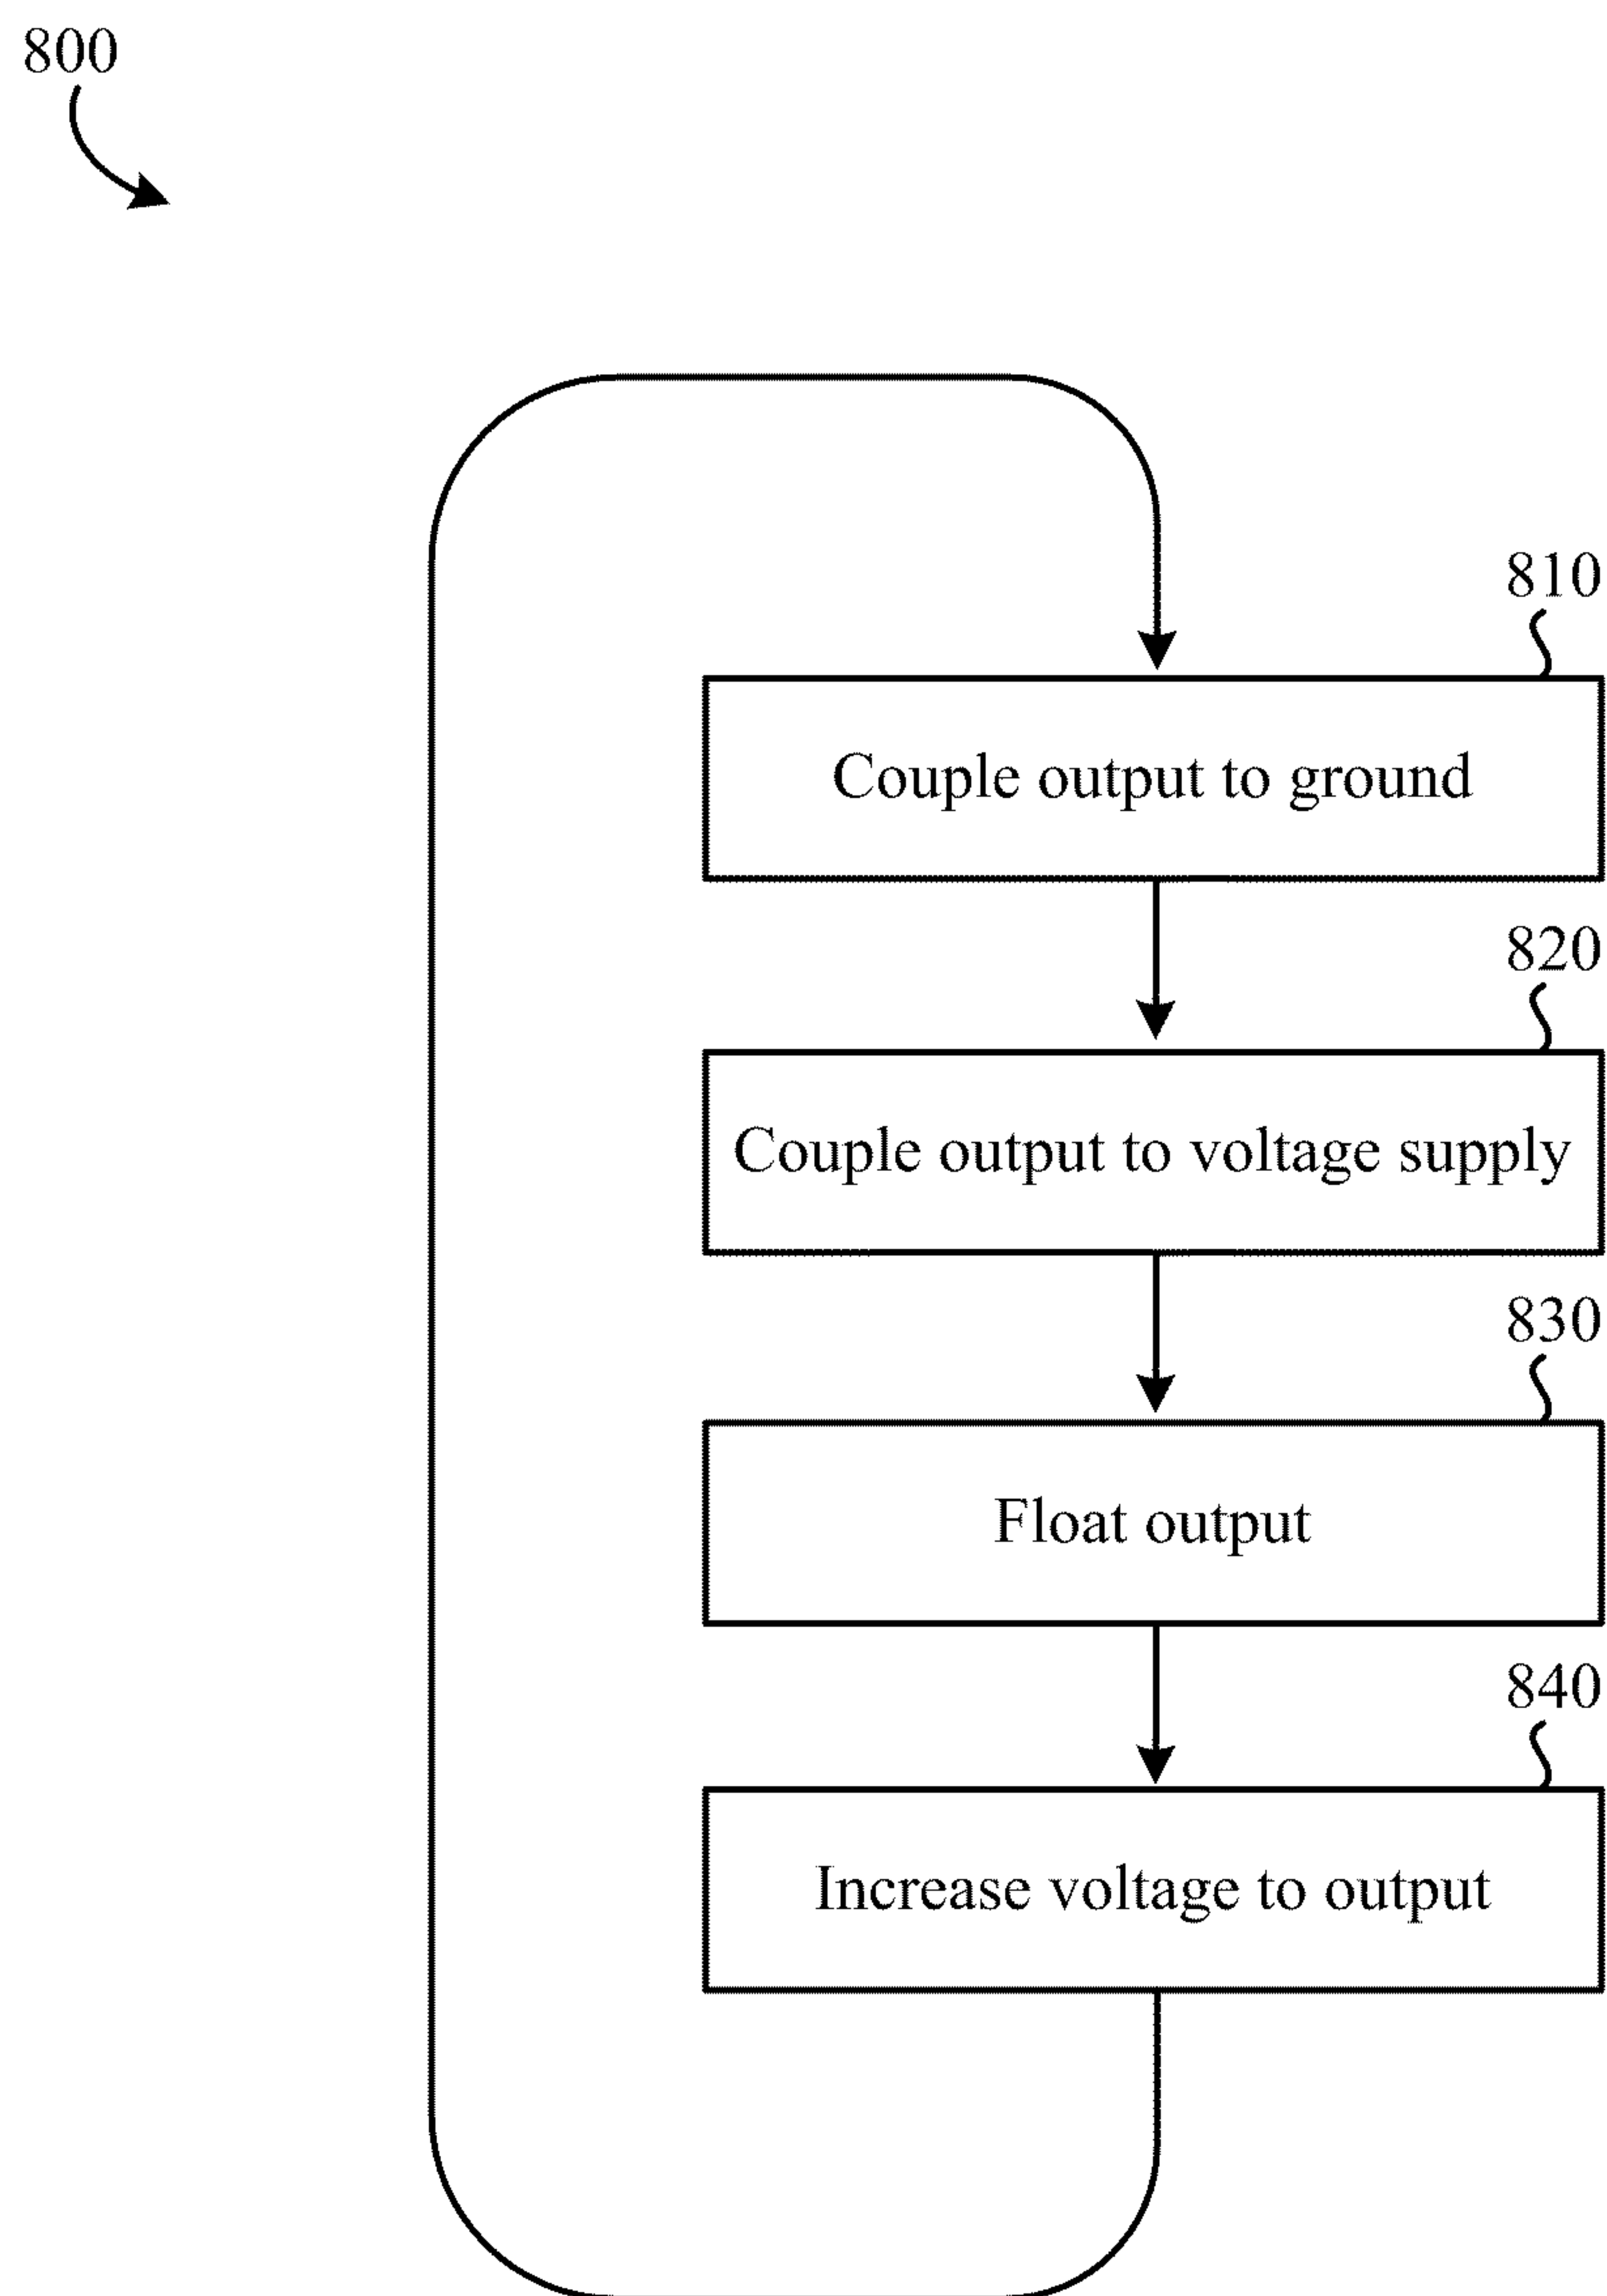 800
810
Couple output to ground
820
Couple output to voltage supply
830
Float output
840
Increase voltage to output